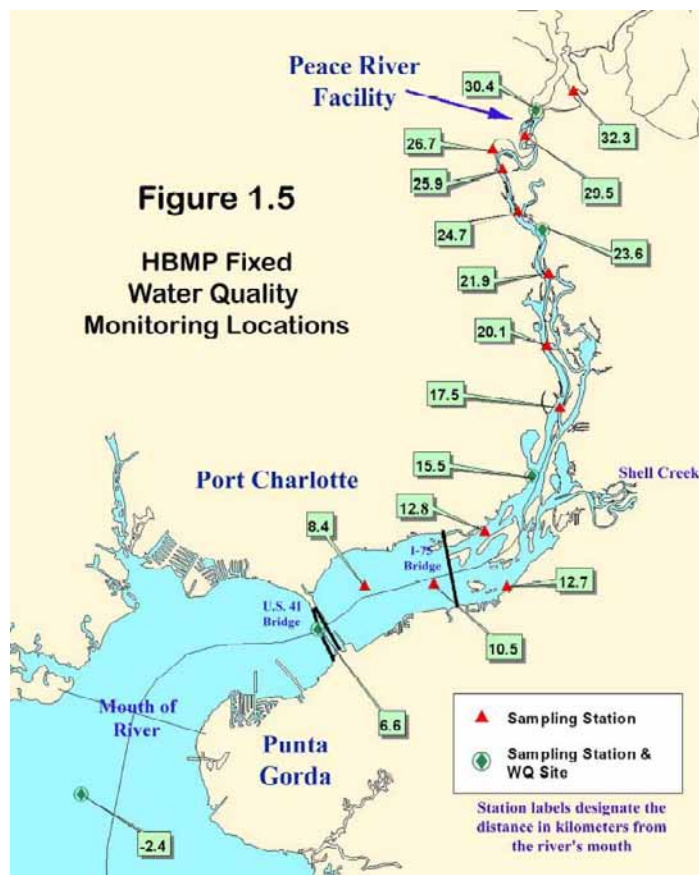 Peace River
Facility
30.4
32.3
26.7
29.5
25.9
Figure 1.5
24.7
23.6
HBMP Fixed
Water Quality
Monitoring Locations
21.9
20.1
17.5
15.5
Shell Creek
Port Charlotte
12.8
8.4
I-75
Bridge
12.7
U.S. 41
Bridge
10.5
Mouth of
River
6.6
Punta
Gorda
-2.4
Sampling Station
Sampling Station &
WQ Site
Station labels designate the
distance in kilometers from
the river's mouth